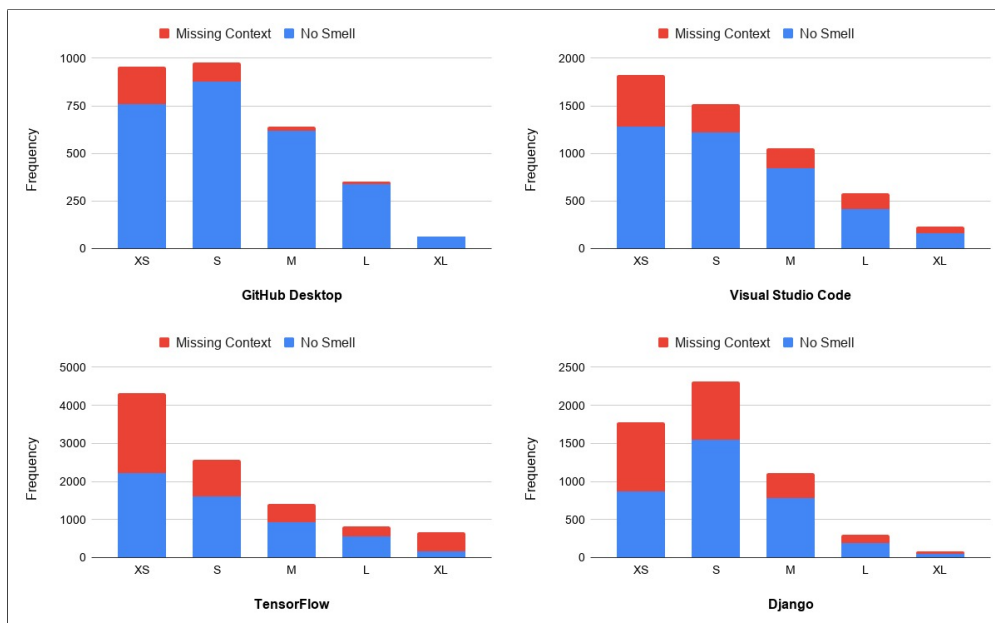 Missing Context No Smell
1000
750
500
250
0
Frequency
XS S M L XL
GitHub Desktop
Missing Context No Smell
2000
1500
1000
500
0
Frequency
XS S M L XL
Visual Studio Code
Missing Context No Smell
5000
4000
3000
2000
1000
0
Frequency
XS S M L XL
TensorFlow
Missing Context No Smell
2500
2000
1500
1000
500
0
Frequency
XS S M L XL
Django